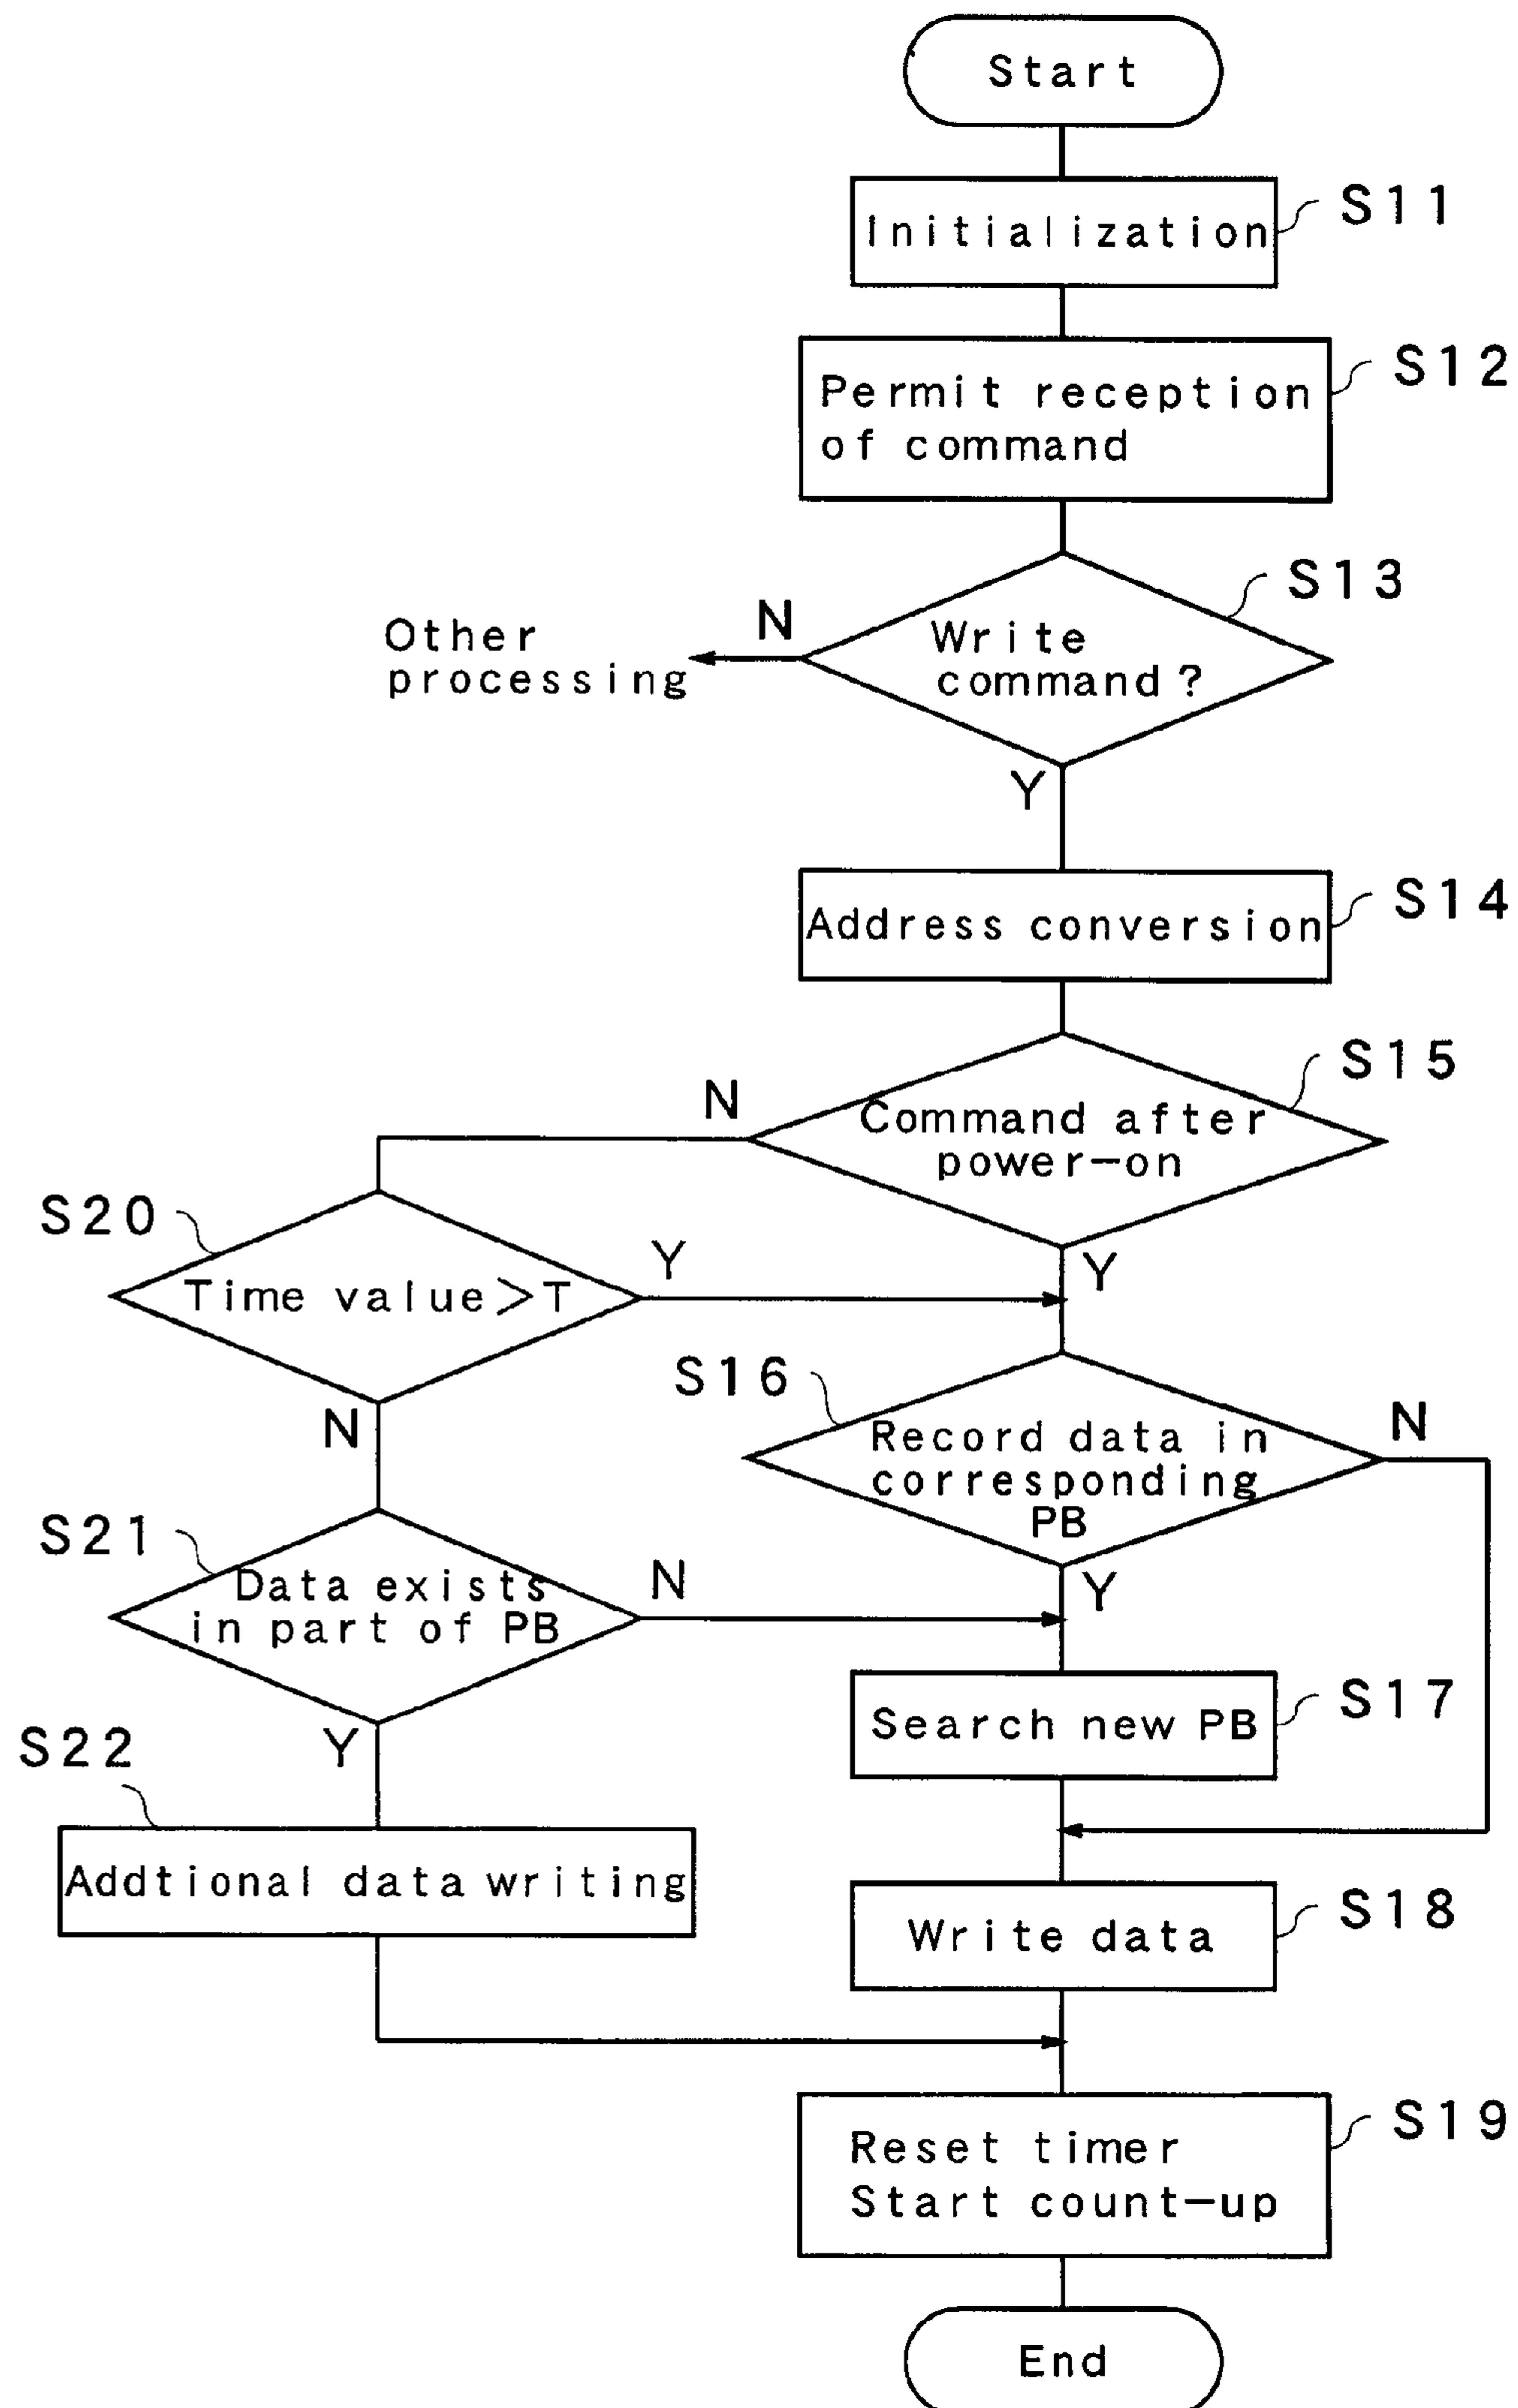 Start
Initialization
S11
Permit reception
of command
S12
Write
command?
S13
N
Other
processing
Y
Address conversion
S14
Command after
power-on
S15
N
Y
S20
Time value>T
Y
N
S16
Record data in
corresponding
PB
N
Y
S21
Data exists
in part of PB
N
Y
Search new PB
S17
S22
Addtional data writing
Write data
S18
Reset timer
Start count-up
S19
End